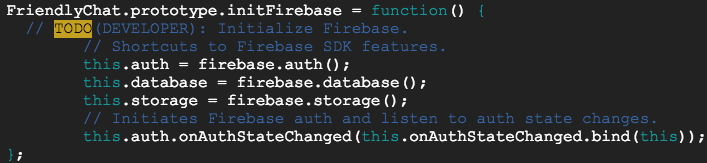 FriendlyChat.prototype.initFirebase = function() {
// TODO(DEVELOPER): Initialize Firebase.
// Shortcuts to Firebase SDK features.
this.auth = firebase.auth();
this.database = firebase.database();
this.storage = firebase.storage();
// Initiates Firebase auth and listen to auth state changes.
this.auth.onAuthStateChanged(this.onAuthStateChanged.bind(this));
};